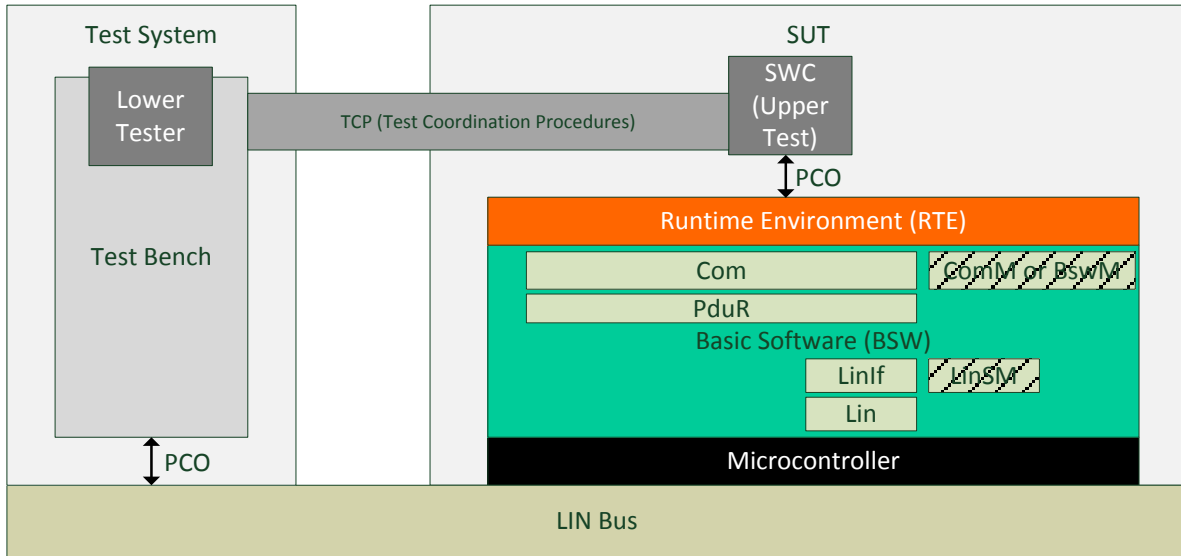 Test System
SUT
Lower
Tester
SWC
(Upper
Test)
TCP (Test Coordination Procedures)
PCO
Runtime Environment (RTE)
Test Bench
Com
ComM or BswM
PduR
Basic Software (BSW)
LinIf
LinSM
Lin
PCO
Microcontroller
LIN Bus